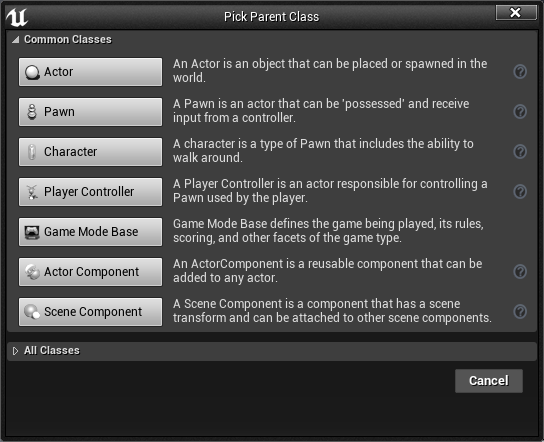 Pick Parent Class
Common Classes
Actor
An Actor is an object that can be placed or spawned in the
world.
Pawn
A Pawn is an actor that can be 'possessed' and receive
input from a controller.
Character
A character is a type of Pawn that includes the ability to
walk around.
Player Controller
A Player Controller is an actor responsible for controlling a
Pawn used by the player.
Game Mode Base
Game Mode Base defines the game being played, its rules,
scoring, and other facets of the game type.
Actor Component
An ActorComponent is a reusable component that can be
added to any actor.
Scene Component
A Scene Component is a component that has a scene
transform and can be attached to other scene components.
All Classes
Cancel